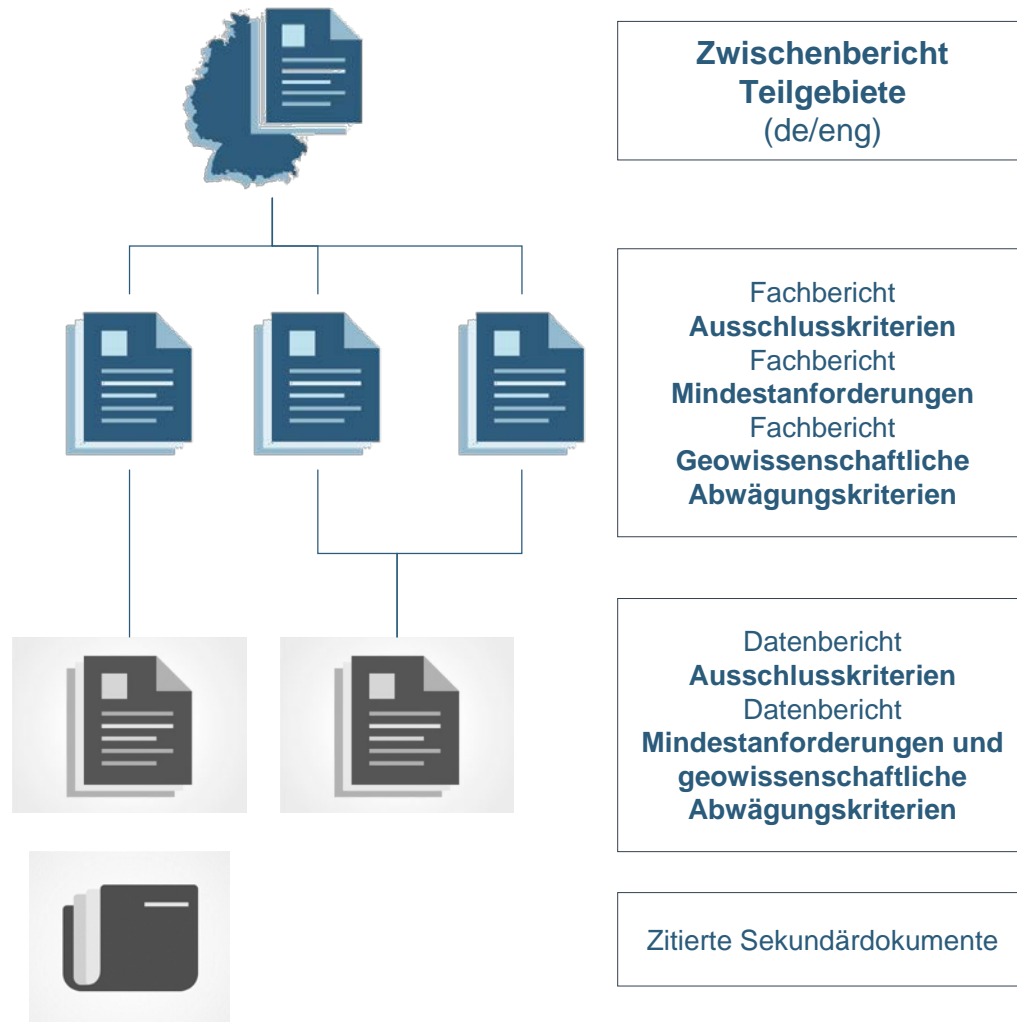 Zwischenbericht
Teilgebiete
(de/eng)
Fachbericht
Ausschlusskriterien
Fachbericht
Mindestanforderungen
Fachbericht
Geowissenschaftliche
Abwägungskriterien
Datenbericht
Ausschlusskriterien
Datenbericht
Mindestanforderungen und
geowissenschaftliche
Abwägungskriterien
Zitierte Sekundärdokumente